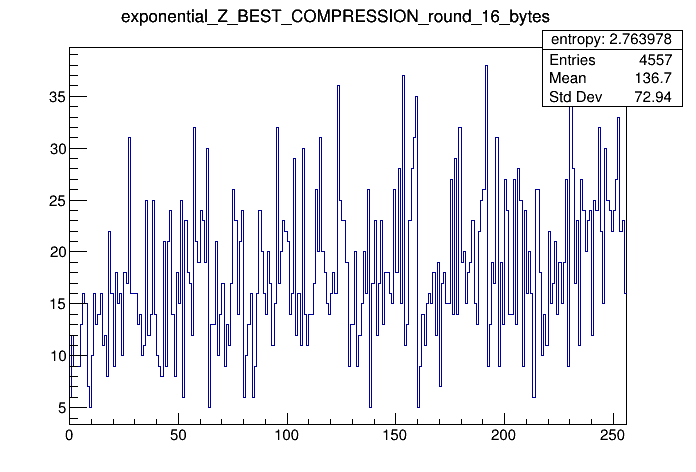 exponential_Z_BEST_COMPRESSION_round_16_bytes
entropy: 2.763978
Entries 4557
Mean 136.7
Std Dev 72.94
35
30
25
20
15
10
5
0 50 100 150 200 250